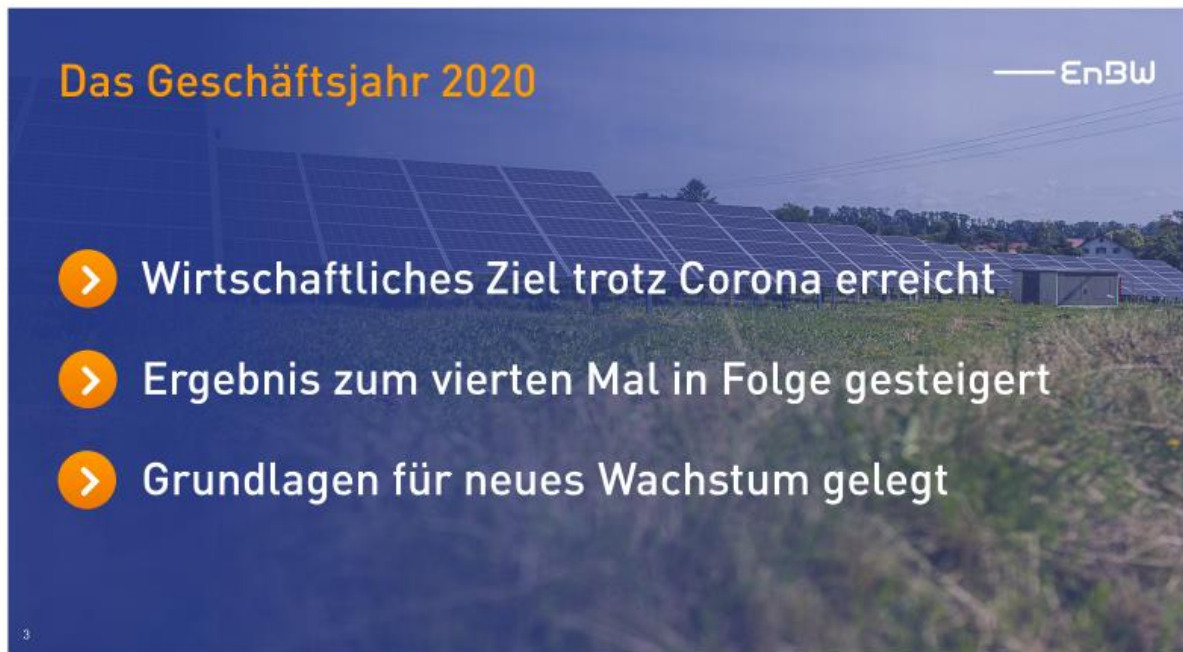 Das Geschäftsjahr 2020
EnBW
Wirtschaftliches Ziel trotz Corona erreicht
Ergebnis zum vierten Mal in Folge gesteigert
Grundlagen für neues Wachstum gelegt
3